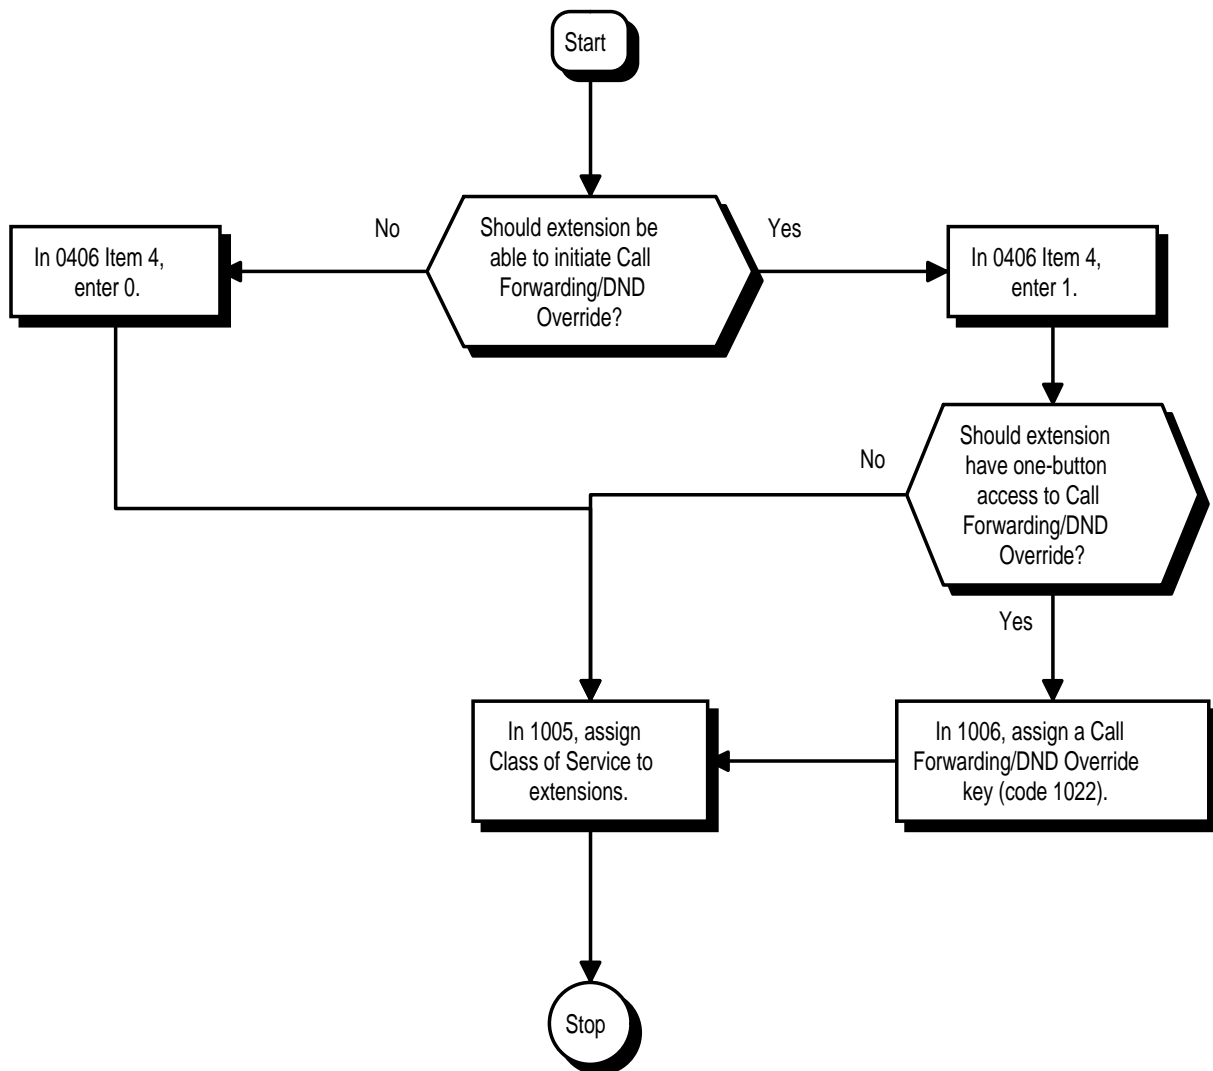 Start
No
Should extension be
able to initiate Call
Forwarding/DND
Override?
Yes
In 0406 Item 4,
enter 0.
In 0406 Item 4,
enter 1.
No
Should extension
have one-button
access to Call
Forwarding/DND
Override?
Yes
In 1005, assign
Class of Service to
extensions.
In 1006, assign a Call
Forwarding/DND Override
key (code 1022).
Stop